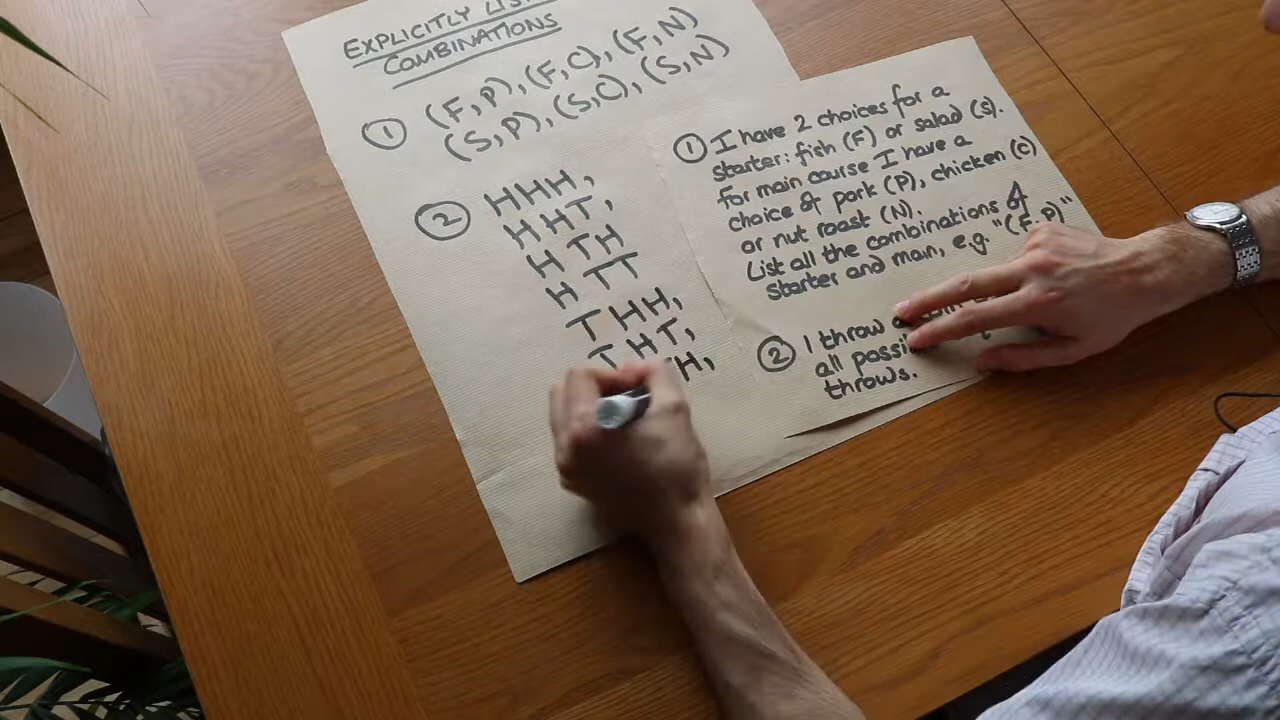 EXPLICITLY
COMBINATIONS
① (F,P), (F,C), (F,N)
(S,P), (S,C), (S,N)
② HHH,
HHT,
HTH
HTT
THH,
THT,
H,
① I have 2 choices for a
starter: fish (F) or salad (S).
for main course I have a
choice of pork (P), chicken (C)
or nut roast (N).
List all the combinations of
starter and main, e.g. "(F,P)"
② I throw a
all
throws.